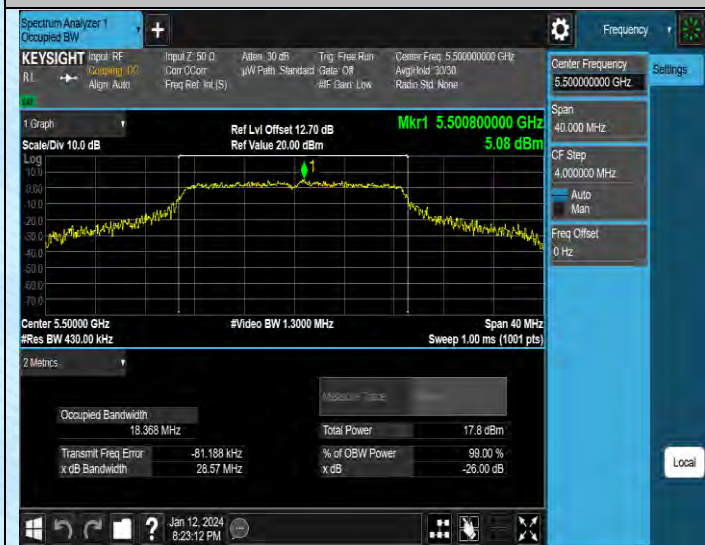 Spectrum Analyzer 1
Occupied BW
+
Frequency
KEYSIGHT
RL
Input: RF
Coupling: DC
Align: Auto
Input Z: 50 Ω
Corr CCorr
Freq Ref: Int (S)
Atten: 30 dB
µW Path: Standard
Trig: Free Run
Gate: Off
#IF Gain: Low
Center Freq: 5.500000000 GHz
Avg|Hold: 30/30
Radio Std: None
Center Frequency
5.500000000 GHz
Settings
Span
40.000 MHz
CF Step
4.000000 MHz
Auto
Man
Freq Offset
0 Hz
1 Graph
Scale/Div 10.0 dB
Ref Lvl Offset 12.70 dB
Ref Value 20.00 dBm
Mkr1 5.500800000 GHz
5.08 dBm
Log
10.0
0.00
-10.0
-20.0
-30.0
-40.0
-50.0
-60.0
-70.0
1
Center 5.50000 GHz
#Video BW 1.3000 MHz
Span 40 MHz
#Res BW 430.00 kHz
Sweep 1.00 ms (1001 pts)
2 Metrics
Measure Trace
Occupied Bandwidth
18.368 MHz
Total Power 17.8 dBm
Transmit Freq Error -81.188 kHz
% of OBW Power 99.00 %
x dB Bandwidth 28.57 MHz
x dB -26.00 dB
Local
?
Jan 12, 2024
8:23:12 PM